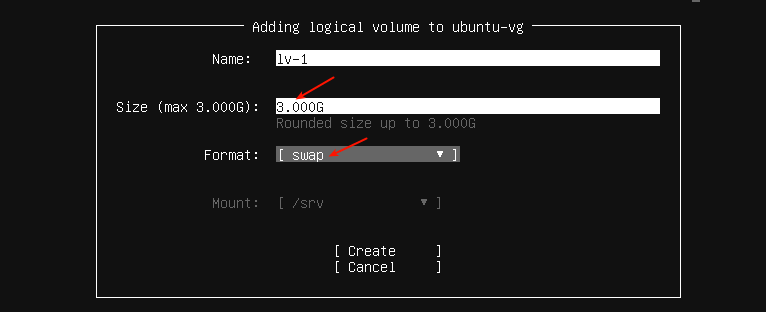 Adding logical volume to ubuntu-vg
Name: lv-1
Size (max 3.000G): 3.000G
Rounded size up to 3.000G
Format: [ swap ▼ ]
Mount: [ /srv ▼ ]
[ Create ]
[ Cancel ]